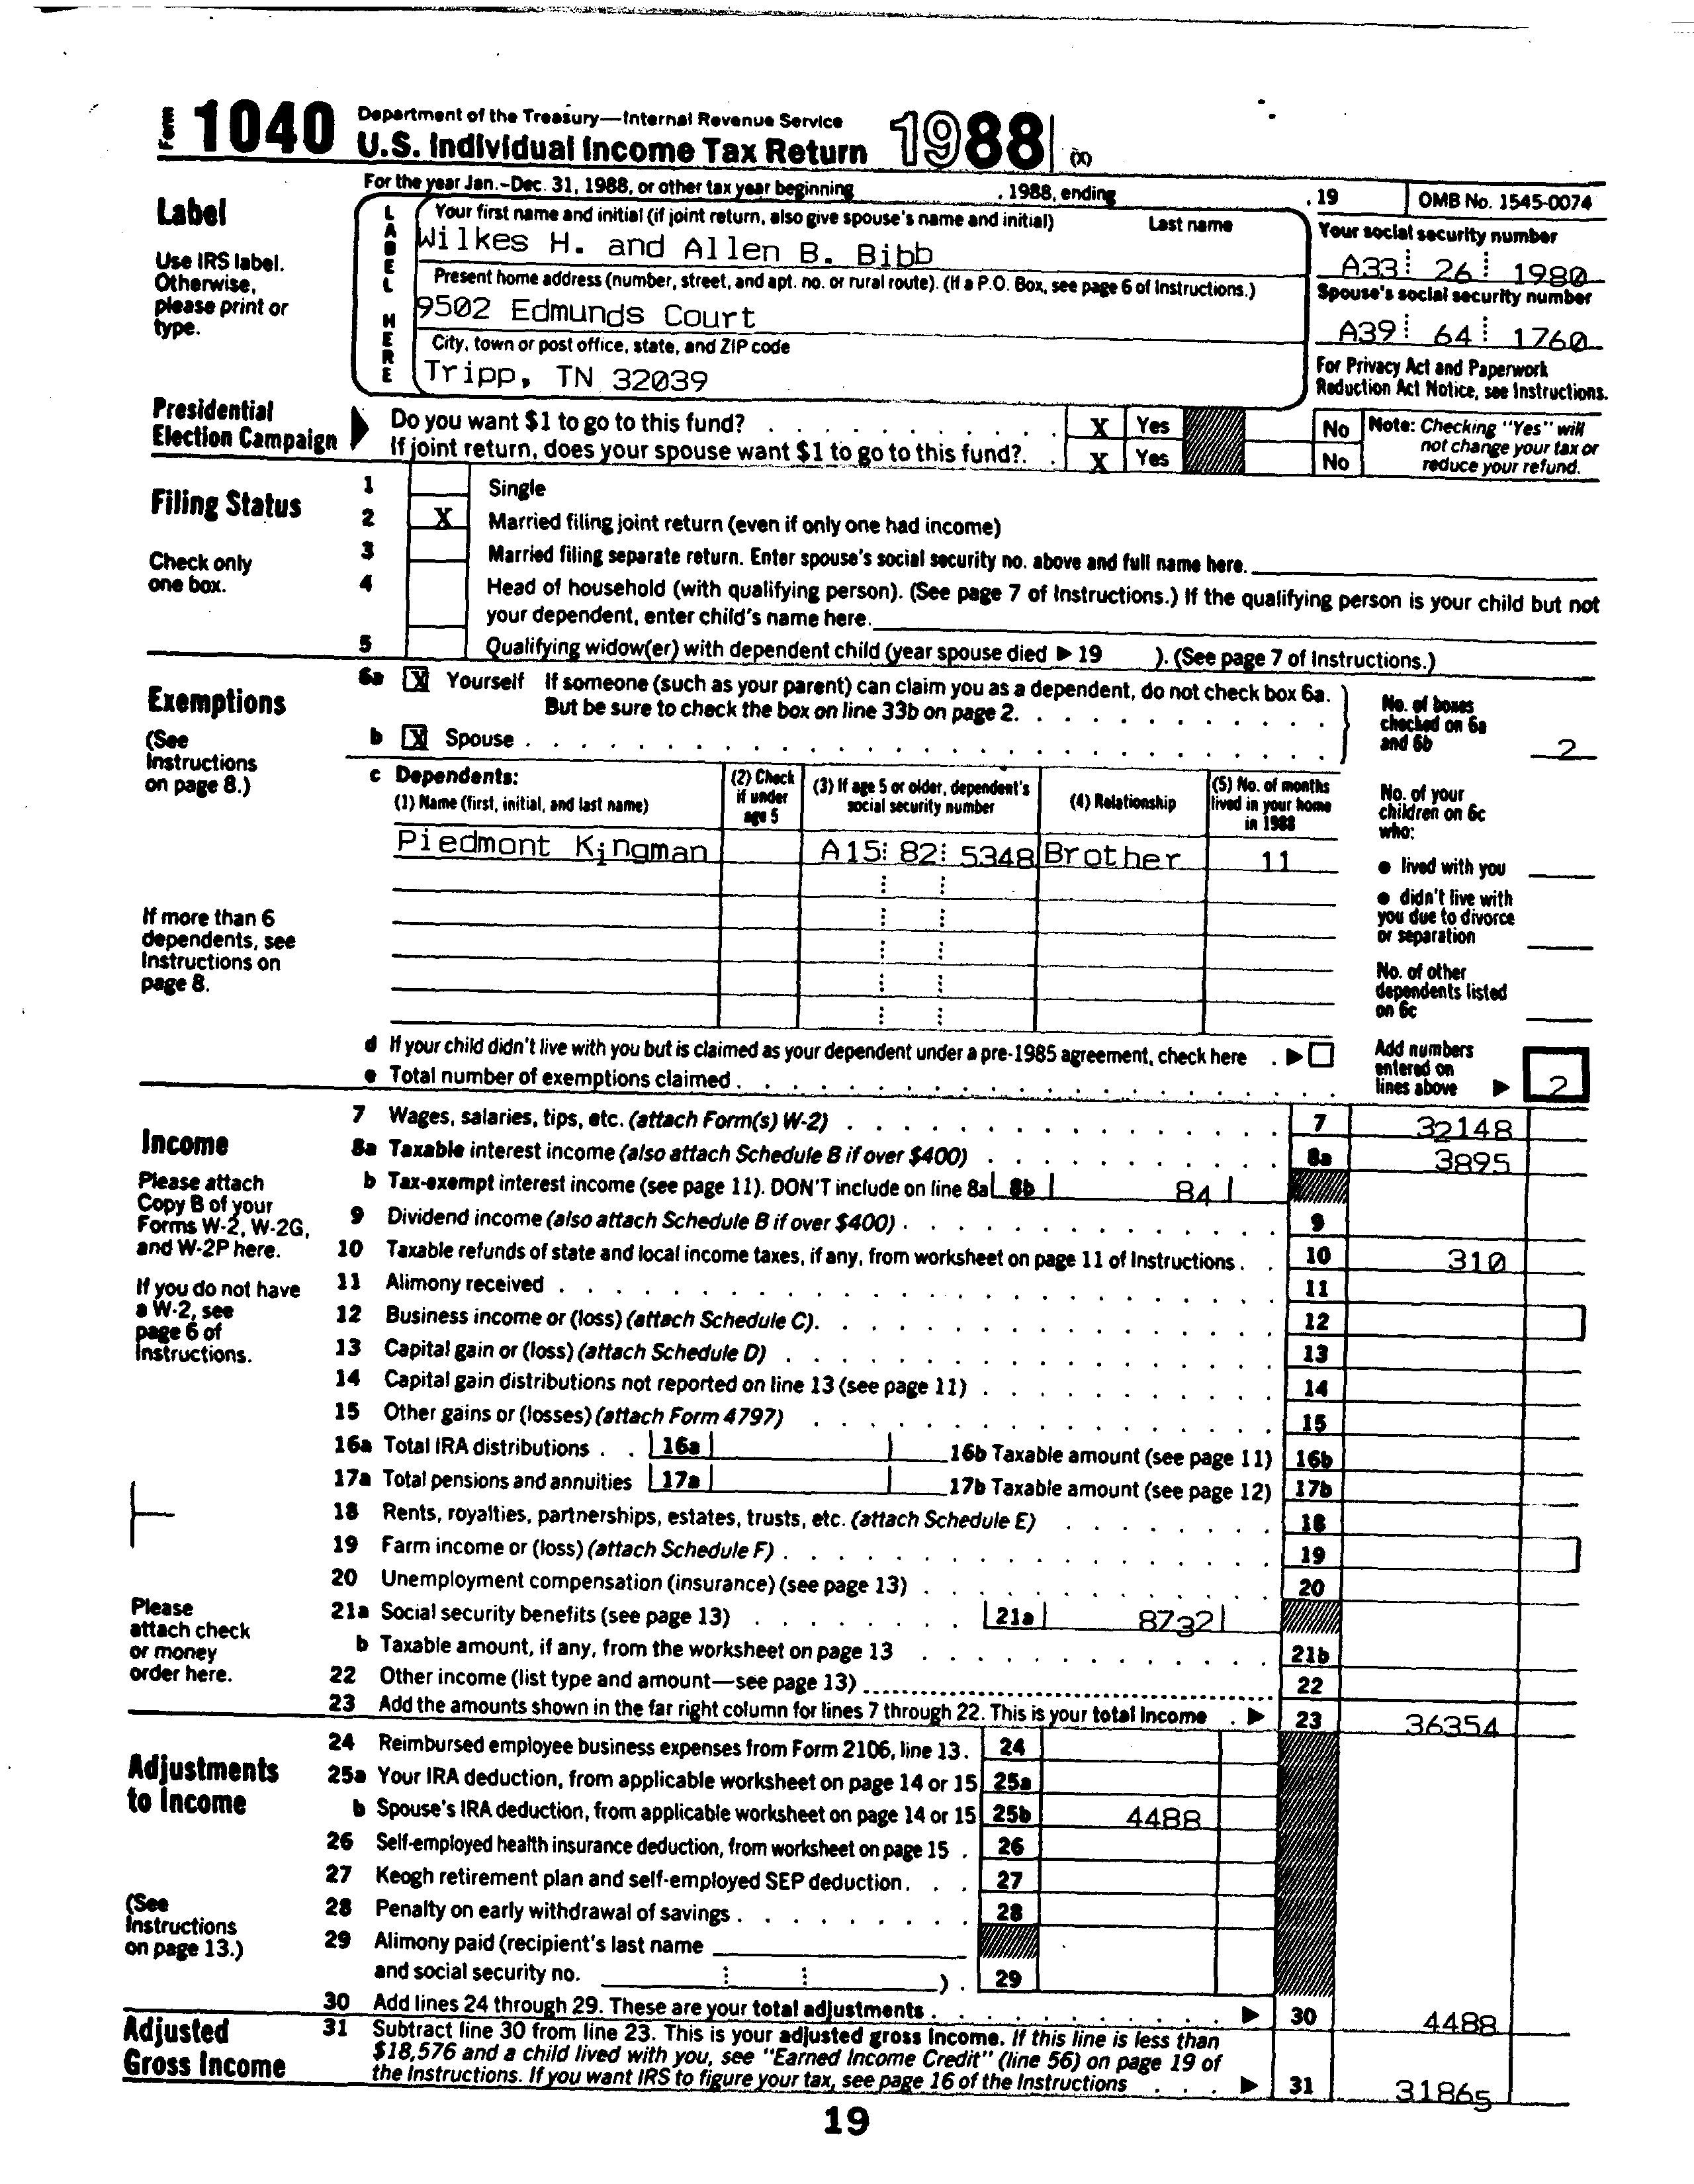 Form 1040 Department of the Treasury—Internal Revenue Service
U.S. Individual Income Tax Return 1988 (X)
For the year Jan.–Dec. 31, 1988, or other tax year beginning , 1988, ending , 19 OMB No. 1545-0074
Label
Use IRS label.
Otherwise,
please print or
type.
LABEL HERE
Your first name and initial (if joint return, also give spouse's name and initial) Last name
Wilkes H. and Allen B. Bibb
Present home address (number, street, and apt. no. or rural route). (If a P.O. Box, see page 6 of Instructions.)
9502 Edmunds Court
City, town or post office, state, and ZIP code
Tripp, TN 32039
Your social security number
A33 26 1980
Spouse's social security number
A39 64 1760
For Privacy Act and Paperwork
Reduction Act Notice, see Instructions.
Presidential
Election Campaign
Do you want $1 to go to this fund? X Yes No
If joint return, does your spouse want $1 to go to this fund?. X Yes No
Note: Checking "Yes" will
not change your tax or
reduce your refund.
Filing Status
Check only
one box.
1 Single
2 X Married filing joint return (even if only one had income)
3 Married filing separate return. Enter spouse's social security no. above and full name here.
4 Head of household (with qualifying person). (See page 7 of Instructions.) If the qualifying person is your child but not
your dependent, enter child's name here.
5 Qualifying widow(er) with dependent child (year spouse died ▶ 19 ). (See page 7 of Instructions.)
Exemptions
(See
Instructions
on page 8.)
6a X Yourself If someone (such as your parent) can claim you as a dependent, do not check box 6a.
But be sure to check the box on line 33b on page 2.
b X Spouse
No. of boxes
checked on 6a
and 6b 2
c Dependents:
(1) Name (first, initial, and last name)
(2) Check
if under
age 5
(3) If age 5 or older, dependent's
social security number
(4) Relationship
(5) No. of months
lived in your home
in 1988
Piedmont Kingman A15 82 5348 Brother 11
If more than 6
dependents, see
Instructions on
page 8.
No. of your
children on 6c
who:
● lived with you
● didn't live with
you due to divorce
or separation
No. of other
dependents listed
on 6c
d If your child didn't live with you but is claimed as your dependent under a pre-1985 agreement, check here . ▶
e Total number of exemptions claimed
Add numbers
entered on
lines above ▶ 2
Income
Please attach
Copy B of your
Forms W-2, W-2G,
and W-2P here.
If you do not have
a W-2, see
page 6 of
Instructions.
Please
attach check
or money
order here.
7 Wages, salaries, tips, etc. (attach Form(s) W-2) 7 32148
8a Taxable interest income (also attach Schedule B if over $400) 8a 3895
b Tax-exempt interest income (see page 11). DON'T include on line 8a 8b 84
9 Dividend income (also attach Schedule B if over $400) 9
10 Taxable refunds of state and local income taxes, if any, from worksheet on page 11 of Instructions. 10 310
11 Alimony received 11
12 Business income or (loss) (attach Schedule C). 12
13 Capital gain or (loss) (attach Schedule D) 13
14 Capital gain distributions not reported on line 13 (see page 11) 14
15 Other gains or (losses) (attach Form 4797) 15
16a Total IRA distributions 16a 16b Taxable amount (see page 11) 16b
17a Total pensions and annuities 17a 17b Taxable amount (see page 12) 17b
18 Rents, royalties, partnerships, estates, trusts, etc. (attach Schedule E) 18
19 Farm income or (loss) (attach Schedule F) 19
20 Unemployment compensation (insurance) (see page 13) 20
21a Social security benefits (see page 13) 21a 8732
b Taxable amount, if any, from the worksheet on page 13 21b
22 Other income (list type and amount—see page 13) 22
23 Add the amounts shown in the far right column for lines 7 through 22. This is your total income ▶ 23 36354
Adjustments
to Income
(See
Instructions
on page 13.)
24 Reimbursed employee business expenses from Form 2106, line 13. 24
25a Your IRA deduction, from applicable worksheet on page 14 or 15 25a
b Spouse's IRA deduction, from applicable worksheet on page 14 or 15 25b 4488
26 Self-employed health insurance deduction, from worksheet on page 15 . 26
27 Keogh retirement plan and self-employed SEP deduction. 27
28 Penalty on early withdrawal of savings 28
29 Alimony paid (recipient's last name
and social security no. ) . 29
30 Add lines 24 through 29. These are your total adjustments ▶ 30 4488
Adjusted
Gross Income
31 Subtract line 30 from line 23. This is your adjusted gross income. If this line is less than
$18,576 and a child lived with you, see "Earned Income Credit" (line 56) on page 19 of
the Instructions. If you want IRS to figure your tax, see page 16 of the Instructions ▶ 31 31865
19